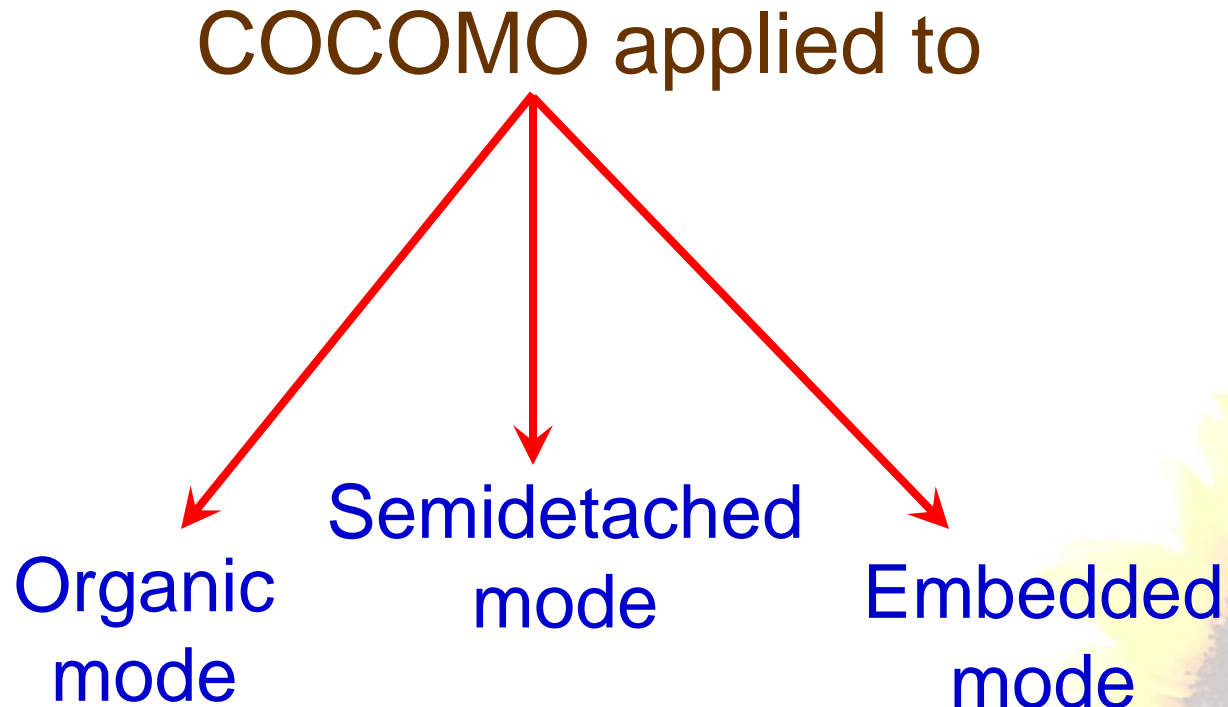 COCOMO applied to
Organic
mode
Semidetached
mode
Embedded
mode